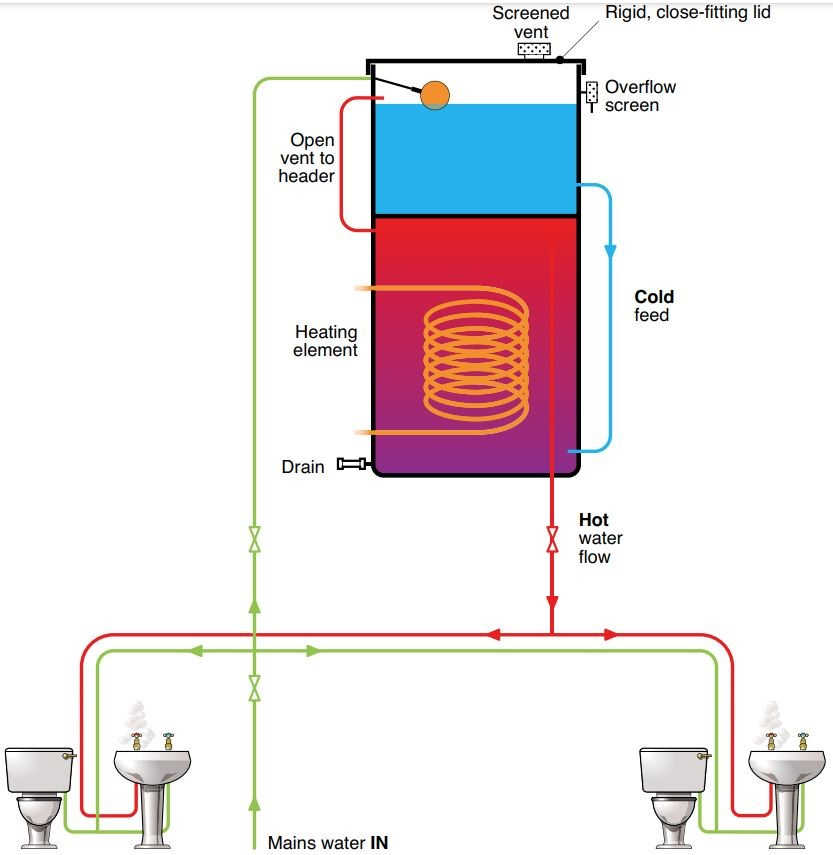 Screened
vent
Rigid, close-fitting lid
Overflow
screen
Open
vent to
header
Cold
feed
Heating
element
Drain
Hot
water
flow
Mains water IN